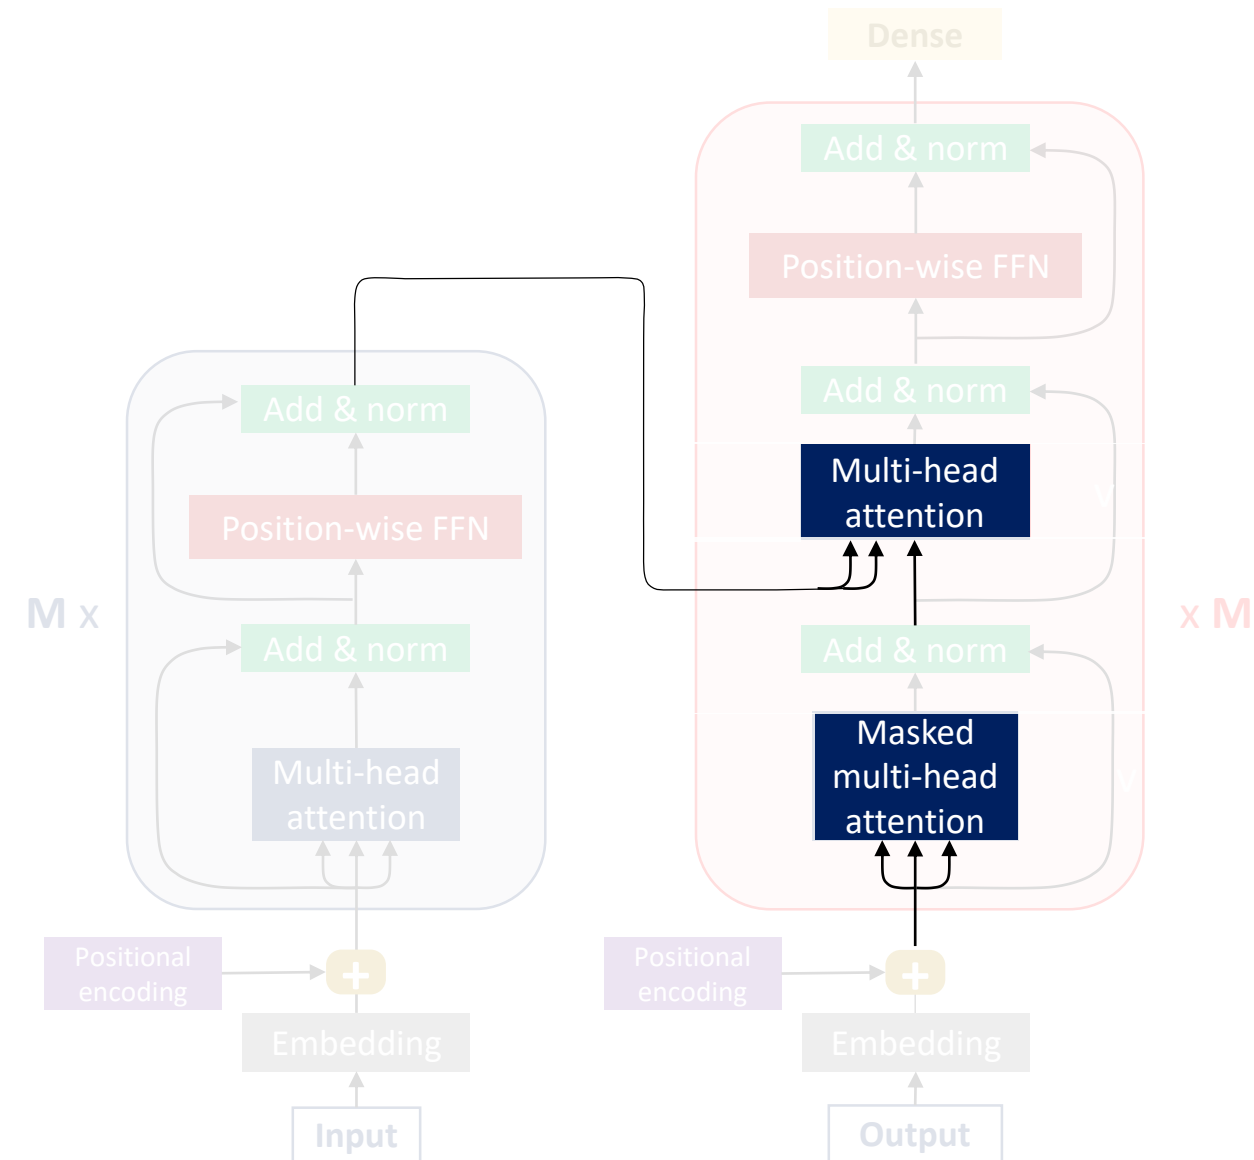 Dense
Add & norm
Position-wise FFN
Add & norm
Multi-head
attention
V
Add & norm
Masked
multi-head
attention
V
x M
Positional
encoding
+
Embedding
Output
Add & norm
Position-wise FFN
M x
Add & norm
Multi-head
attention
Positional
encoding
+
Embedding
Input